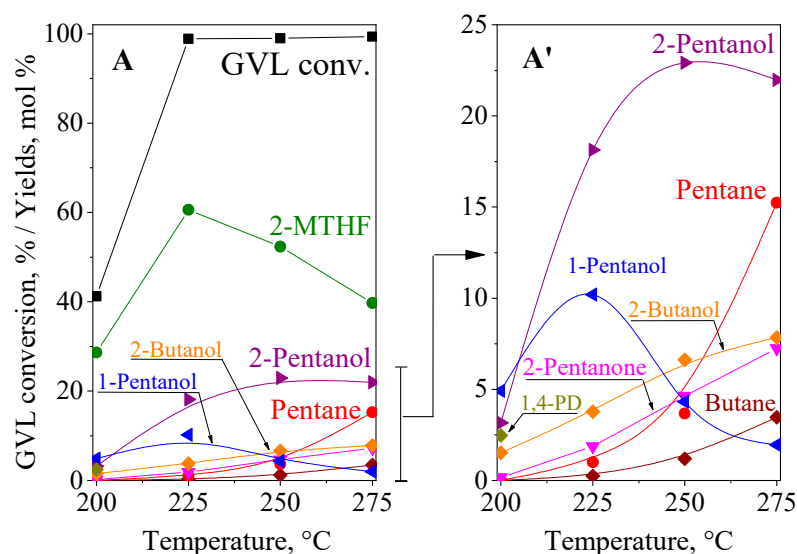 GVL conversion, % / Yields, mol %
100
80
60
40
20
0
A
GVL conv.
2-MTHF
2-Butanol
2-Pentanol
1-Pentanol
Pentane
200 225 250 275
Temperature, °C
25
20
15
10
5
0
A'
2-Pentanol
Pentane
1-Pentanol
2-Butanol
2-Pentanone
1,4-PD
Butane
200 225 250 275
Temperature, °C